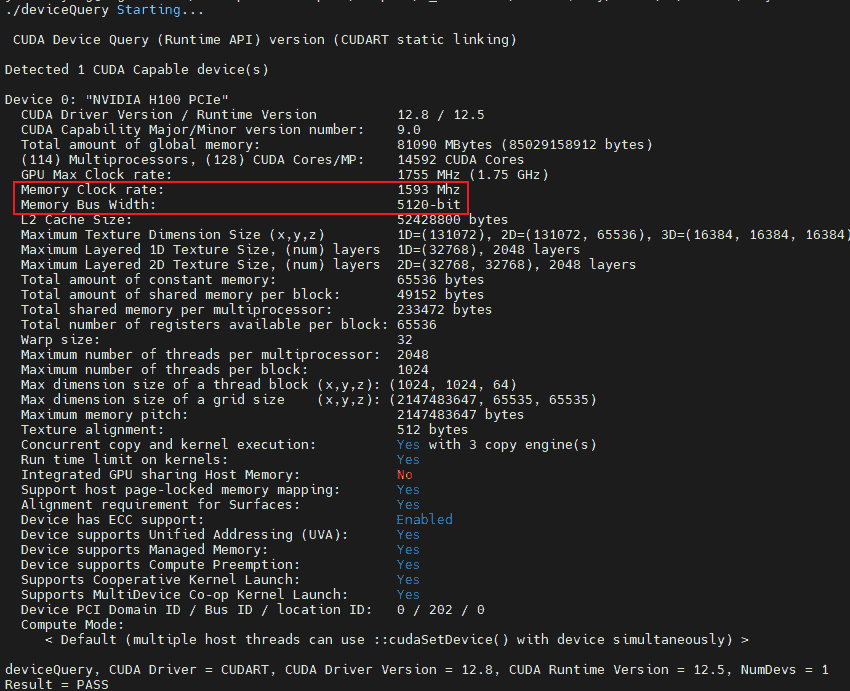 ./deviceQuery Starting...
CUDA Device Query (Runtime API) version (CUDART static linking)
Detected 1 CUDA Capable device(s)
Device 0: "NVIDIA H100 PCIe"
CUDA Driver Version / Runtime Version 12.8 / 12.5
CUDA Capability Major/Minor version number: 9.0
Total amount of global memory: 81090 MBytes (85029158912 bytes)
(114) Multiprocessors, (128) CUDA Cores/MP: 14592 CUDA Cores
GPU Max Clock rate: 1755 MHz (1.75 GHz)
Memory Clock rate: 1593 Mhz
Memory Bus Width: 5120-bit
L2 Cache Size: 52428800 bytes
Maximum Texture Dimension Size (x,y,z) 1D=(131072), 2D=(131072, 65536), 3D=(16384, 16384, 16384)
Maximum Layered 1D Texture Size, (num) layers 1D=(32768), 2048 layers
Maximum Layered 2D Texture Size, (num) layers 2D=(32768, 32768), 2048 layers
Total amount of constant memory: 65536 bytes
Total amount of shared memory per block: 49152 bytes
Total shared memory per multiprocessor: 233472 bytes
Total number of registers available per block: 65536
Warp size: 32
Maximum number of threads per multiprocessor: 2048
Maximum number of threads per block: 1024
Max dimension size of a thread block (x,y,z): (1024, 1024, 64)
Max dimension size of a grid size (x,y,z): (2147483647, 65535, 65535)
Maximum memory pitch: 2147483647 bytes
Texture alignment: 512 bytes
Concurrent copy and kernel execution: Yes with 3 copy engine(s)
Run time limit on kernels: Yes
Integrated GPU sharing Host Memory: No
Support host page-locked memory mapping: Yes
Alignment requirement for Surfaces: Yes
Device has ECC support: Enabled
Device supports Unified Addressing (UVA): Yes
Device supports Managed Memory: Yes
Device supports Compute Preemption: Yes
Supports Cooperative Kernel Launch: Yes
Supports MultiDevice Co-op Kernel Launch: Yes
Device PCI Domain ID / Bus ID / location ID: 0 / 202 / 0
Compute Mode:
< Default (multiple host threads can use ::cudaSetDevice() with device simultaneously) >
deviceQuery, CUDA Driver = CUDART, CUDA Driver Version = 12.8, CUDA Runtime Version = 12.5, NumDevs = 1
Result = PASS